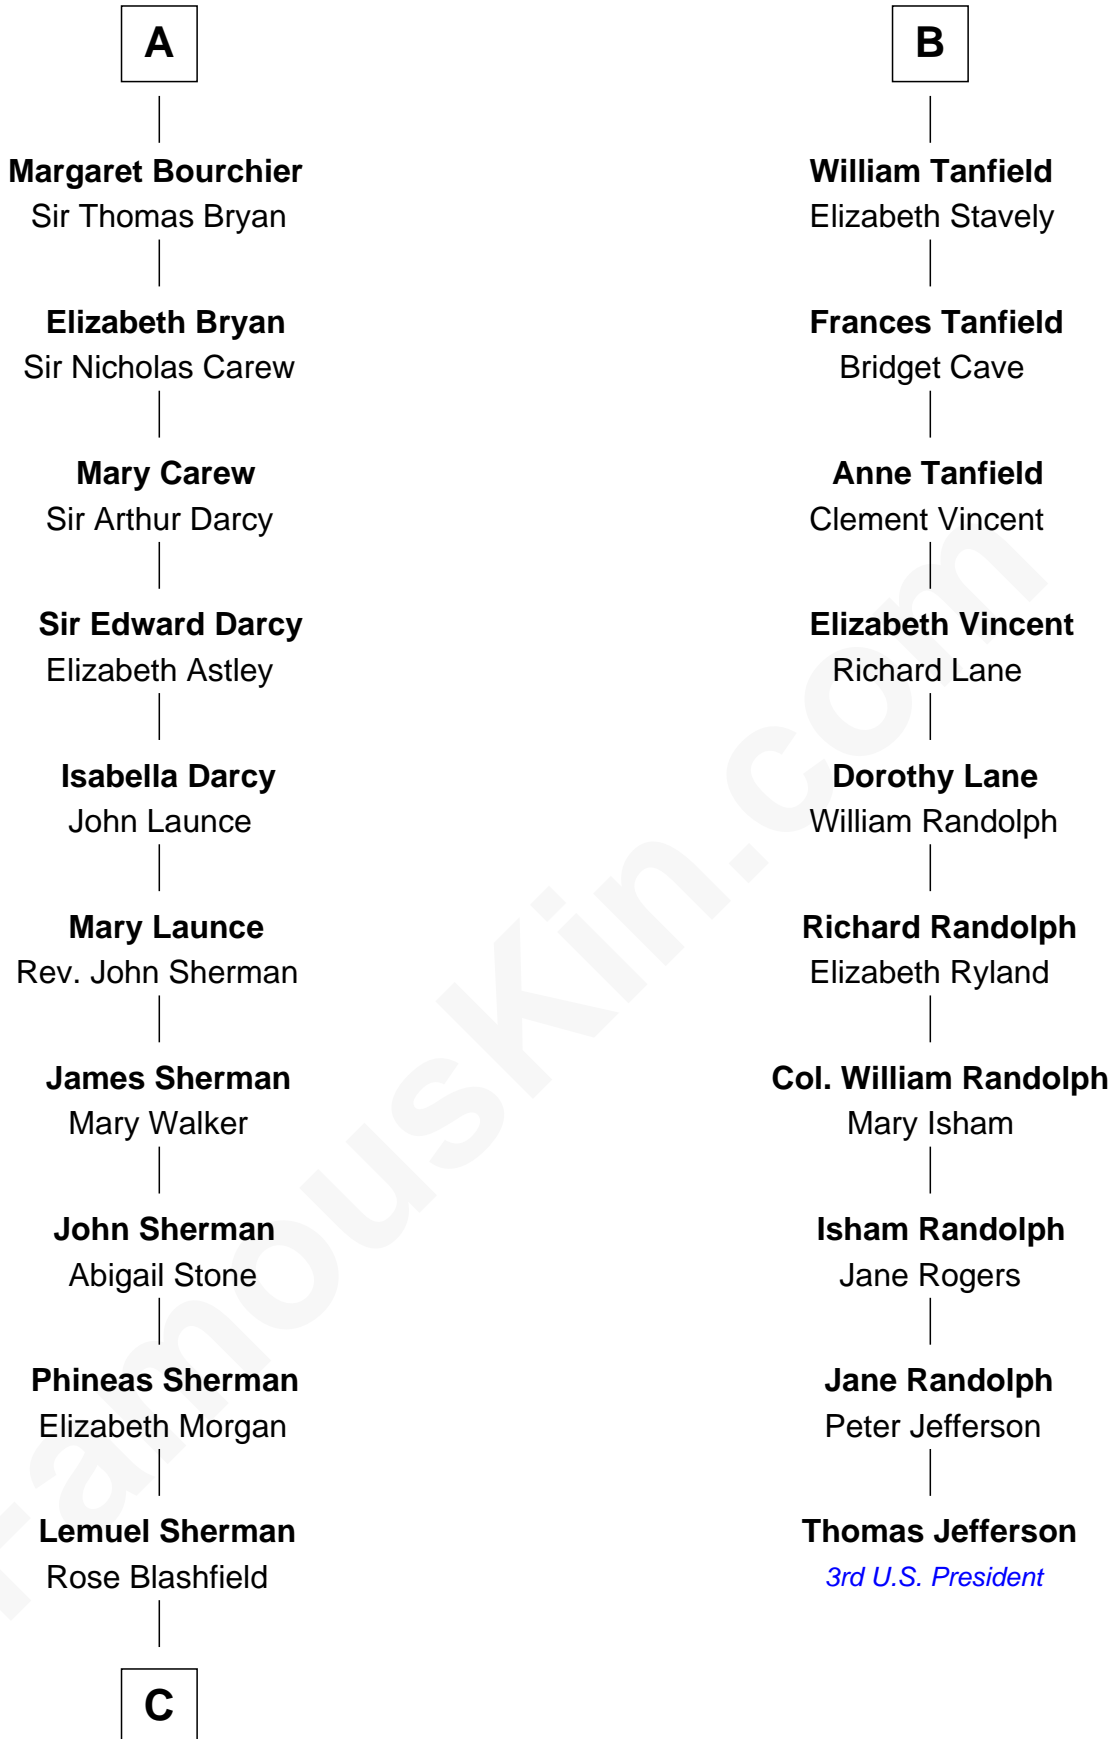 A
Margaret Bourchier
Sir Thomas Bryan
Elizabeth Bryan
Sir Nicholas Carew
Mary Carew
Sir Arthur Darcy
Sir Edward Darcy
Elizabeth Astley
Isabella Darcy
John Launce
Mary Launce
Rev. John Sherman
James Sherman
Mary Walker
John Sherman
Abigail Stone
Phineas Sherman
Elizabeth Morgan
Lemuel Sherman
Rose Blashfield
C
B
William Tanfield
Elizabeth Stavely
Frances Tanfield
Bridget Cave
Anne Tanfield
Clement Vincent
Elizabeth Vincent
Richard Lane
Dorothy Lane
William Randolph
Richard Randolph
Elizabeth Ryland
Col. William Randolph
Mary Isham
Isham Randolph
Jane Rogers
Jane Randolph
Peter Jefferson
Thomas Jefferson
3rd U.S. President
FamousKin.com